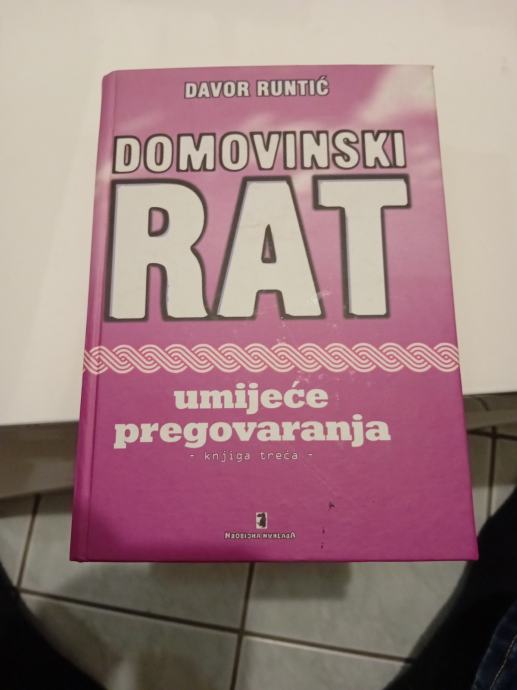 DAVOR RUNTIĆ
DOMOVINSKI
RAT
umijeće
pregovaranja
- knjiga treća -